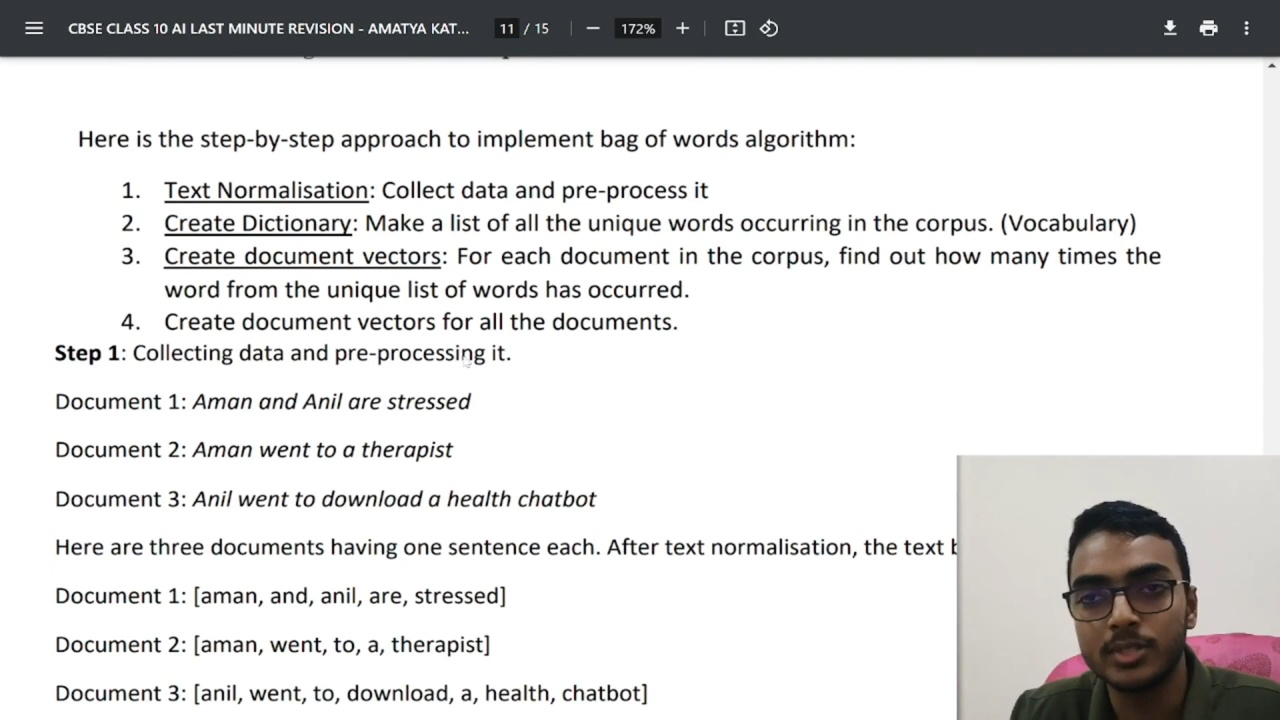 CBSE CLASS 10 AI LAST MINUTE REVISION - AMATYA KAT... 11 / 15 172%
Here is the step-by-step approach to implement bag of words algorithm:
1. Text Normalisation: Collect data and pre-process it
2. Create Dictionary: Make a list of all the unique words occurring in the corpus. (Vocabulary)
3. Create document vectors: For each document in the corpus, find out how many times the
word from the unique list of words has occurred.
4. Create document vectors for all the documents.
Step 1: Collecting data and pre-processing it.
Document 1: Aman and Anil are stressed
Document 2: Aman went to a therapist
Document 3: Anil went to download a health chatbot
Here are three documents having one sentence each. After text normalisation, the text
Document 1: [aman, and, anil, are, stressed]
Document 2: [aman, went, to, a, therapist]
Document 3: [anil, went, to, download, a, health, chatbot]